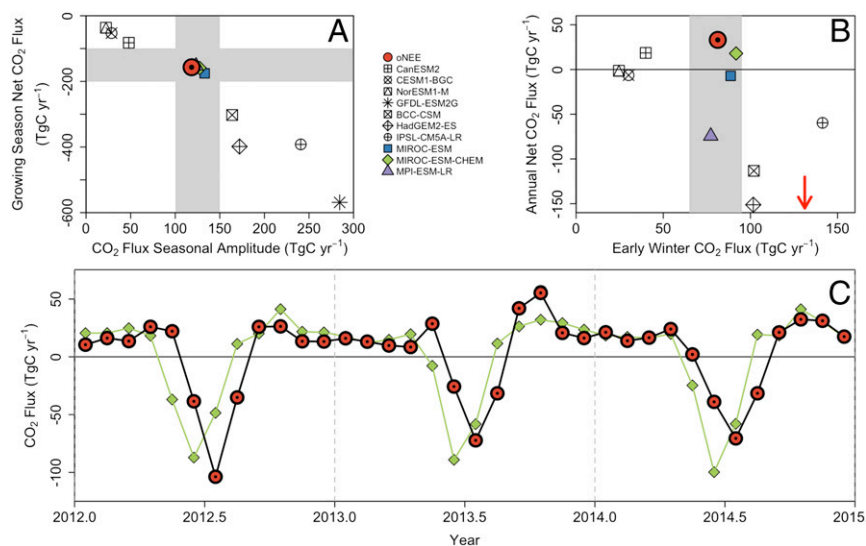 A
Growing Season Net CO₂ Flux
(TgC yr⁻¹)
0
-200
-400
-600
0 50 100 150 200 250 300
CO₂ Flux Seasonal Amplitude (TgC yr⁻¹)
oNEE
CanESM2
CESM1-BGC
NorESM1-M
GFDL-ESM2G
BCC-CSM
HadGEM2-ES
IPSL-CM5A-LR
MIROC-ESM
MIROC-ESM-CHEM
MPI-ESM-LR
B
Annual Net CO₂ Flux (TgC yr⁻¹)
50
0
-50
-100
-150
0 50 100 150
Early Winter CO₂ Flux (TgC yr⁻¹)
C
CO₂ Flux (TgC yr⁻¹)
50
0
-50
-100
2012.0 2012.5 2013.0 2013.5 2014.0 2014.5 2015
Year